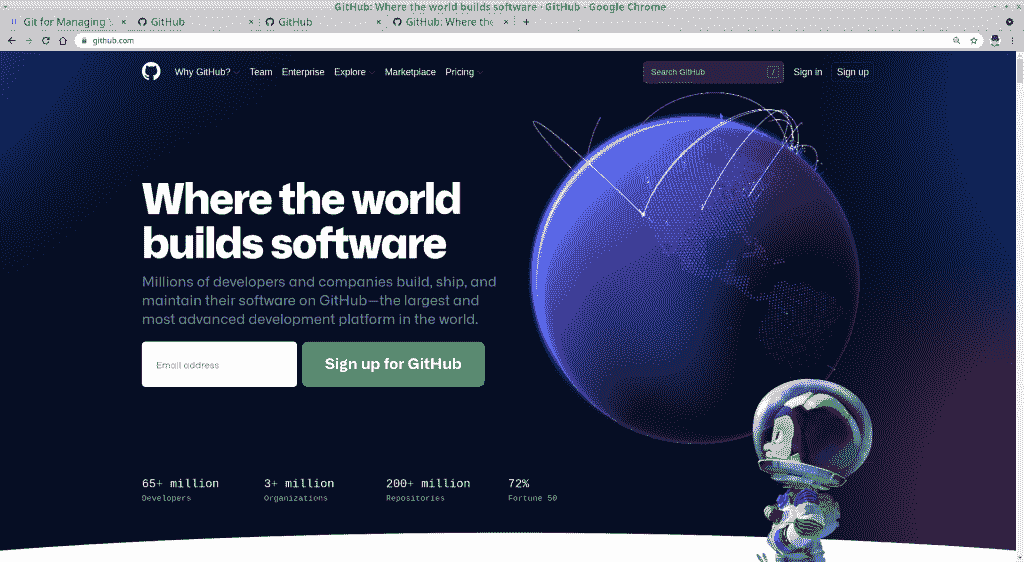 GitHub: Where the world builds software · GitHub - Google Chrome
Git for Managing
GitHub
GitHub
GitHub: Where the
github.com
Why GitHub?
Team
Enterprise
Explore
Marketplace
Pricing
Search GitHub
/
Sign in
Sign up
Where the world
builds software
Millions of developers and companies build, ship, and
maintain their software on GitHub—the largest and
most advanced development platform in the world.
Email address
Sign up for GitHub
65+ million
3+ million
200+ million
72%
Developers
Organizations
Repositories
Fortune 50